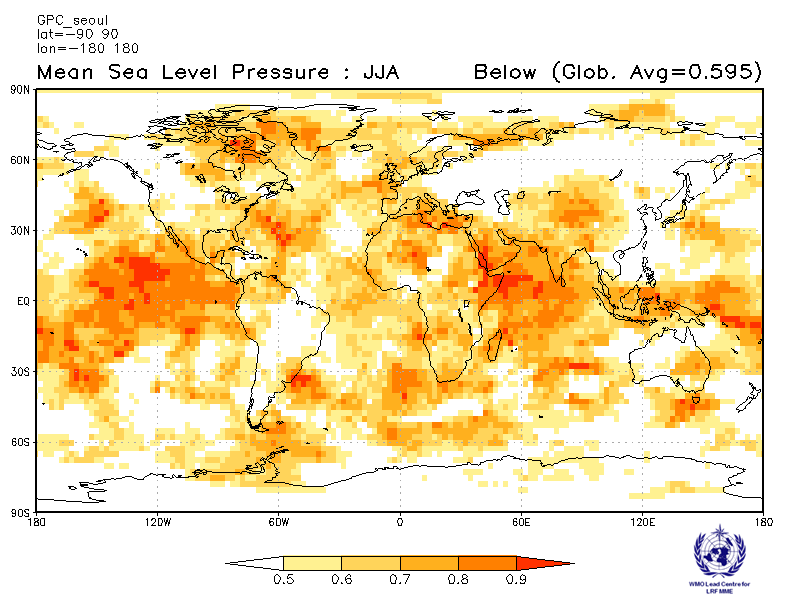 GPC_seoul
lat=−90 90
lon=−180 180
Mean Sea Level Pressure : JJA Below (Glob. Avg=0.595)
90N
60N
30N
EQ
30S
60S
90S
180 120W 60W 0 60E 120E 180
0.5 0.6 0.7 0.8 0.9
WMO Lead Centre for
LRF MME